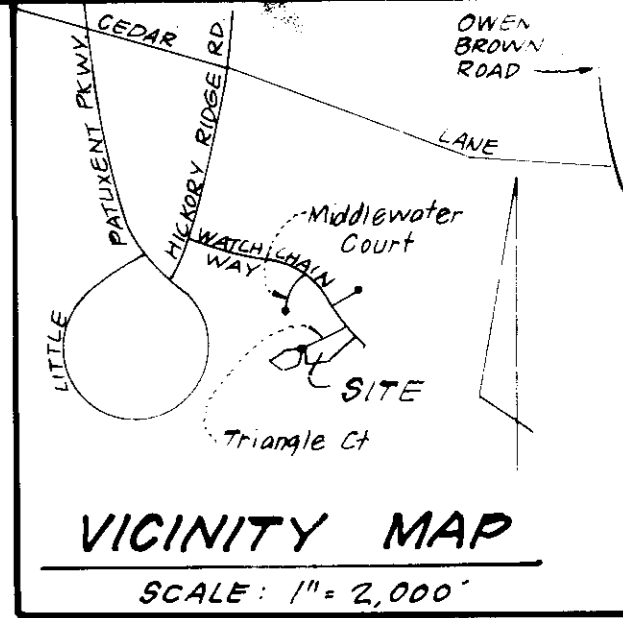 CEDAR
LANE
OWEN
BROWN
ROAD
PATUXENT PKWY.
HICKORY RIDGE RD.
LITTLE
WATCH CHAIN
WAY
Middlewater
Court
SITE
Triangle Ct
VICINITY MAP
SCALE: 1" = 2,000'